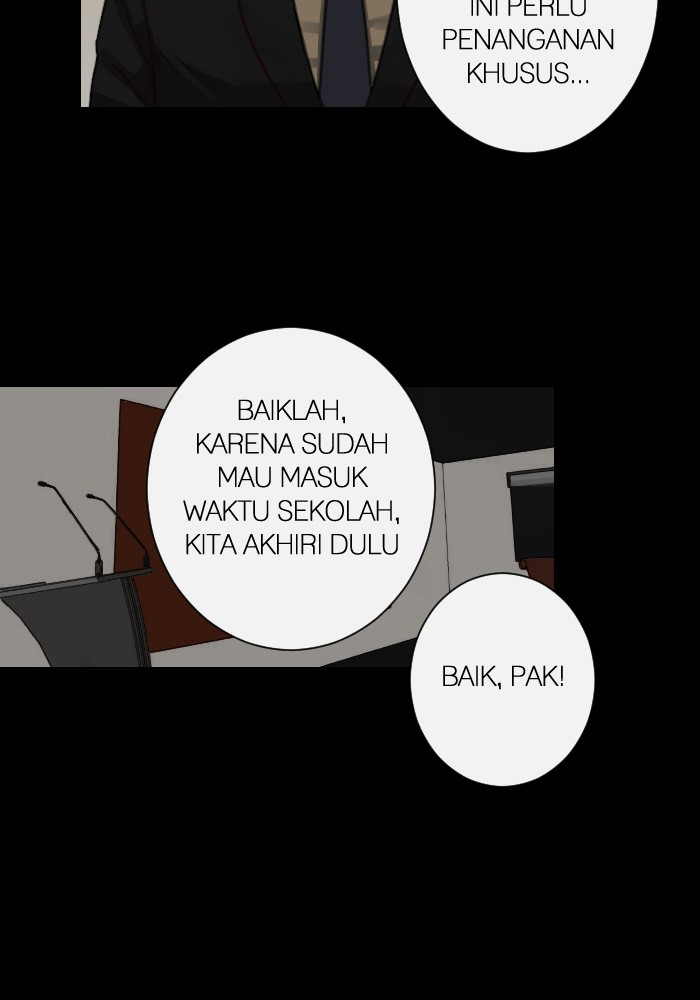 INI PERLU
PENANGANAN
KHUSUS...
BAIKLAH,
KARENA SUDAH
MAU MASUK
WAKTU SEKOLAH,
KITA AKHIRI DULU
BAIK, PAK!